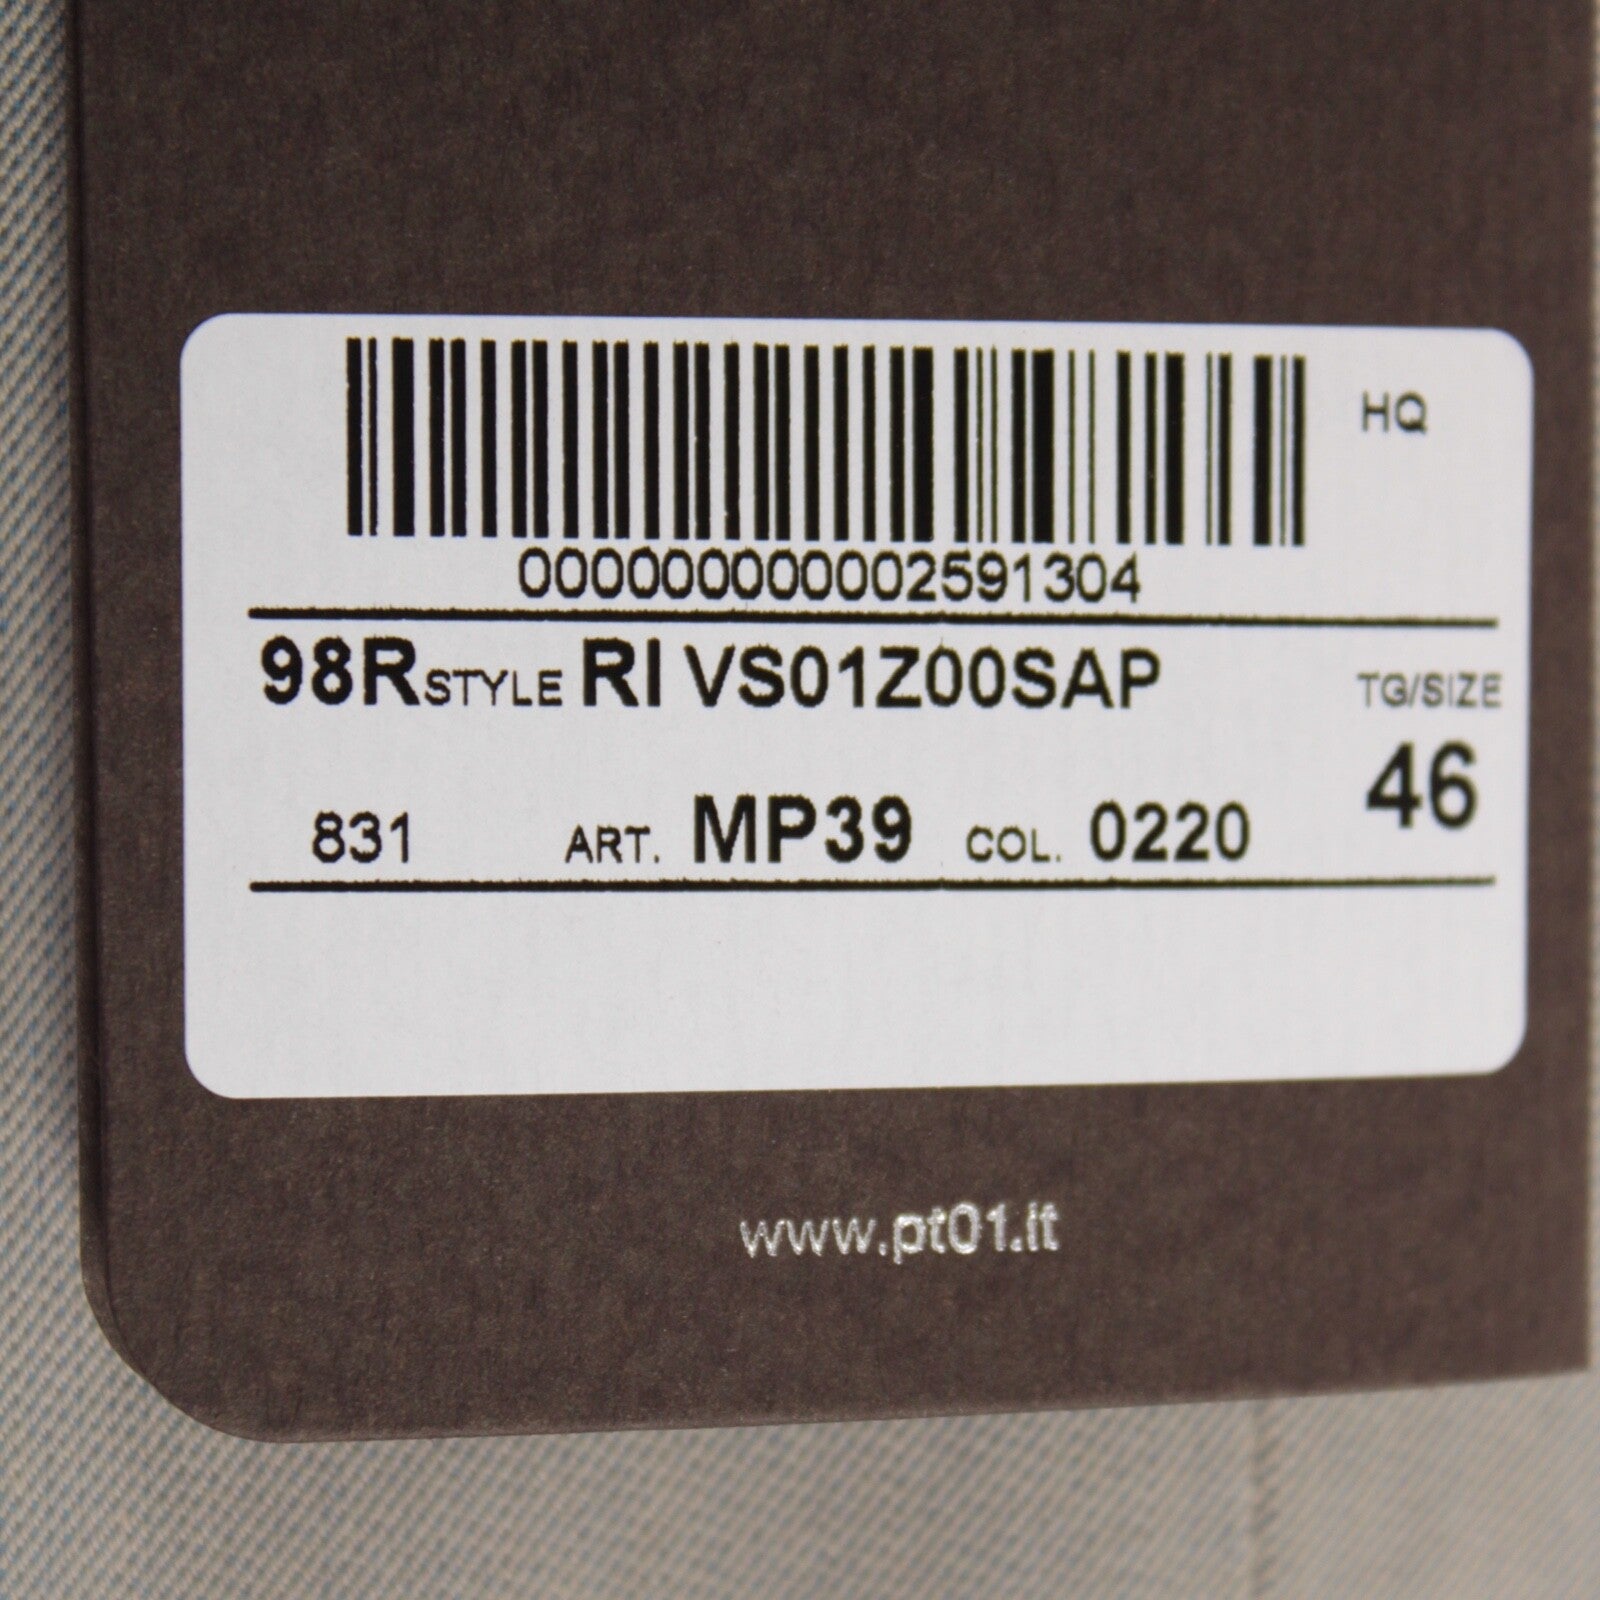 HQ
000000000002591304
98R STYLE RI VS01Z00SAP TG/SIZE
46
831 ART. MP39 COL. 0220
www.pt01.it